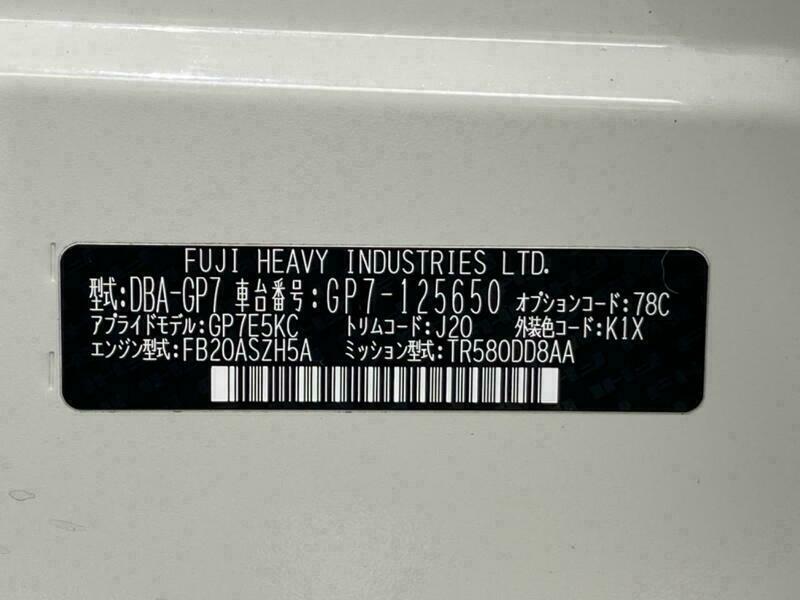 FUJI HEAVY INDUSTRIES LTD.
型式:DBA-GP7 車台番号:GP7-125650 オプションコード:78C
アプライドモデル:GP7E5KC トリムコード:J20 外装色コード:K1X
エンジン型式:FB20ASZH5A ミッション型式:TR580DD8AA